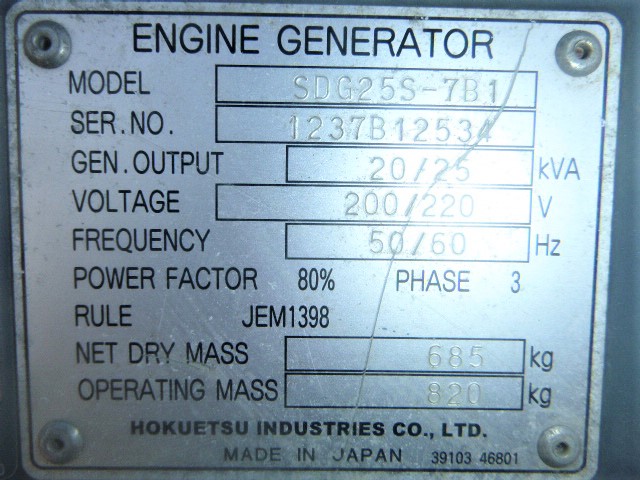 ENGINE GENERATOR
MODEL SDG25S-7B1
SER.NO. 1237B12534
GEN.OUTPUT 20/25 kVA
VOLTAGE 200/220 V
FREQUENCY 50/60 Hz
POWER FACTOR 80% PHASE 3
RULE JEM1398
NET DRY MASS 685 kg
OPERATING MASS 820 kg
HOKUETSU INDUSTRIES CO., LTD.
MADE IN JAPAN 39103 46801